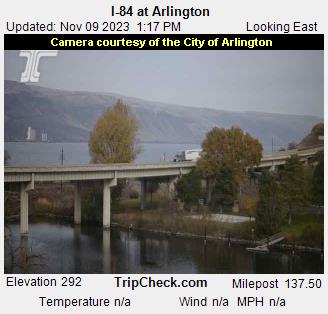 I-84 at Arlington
Updated: Nov 09 2023 1:17 PM Looking East
Camera courtesy of the City of Arlington
Elevation 292 TripCheck.com Milepost 137.50
Temperature n/a Wind n/a MPH n/a